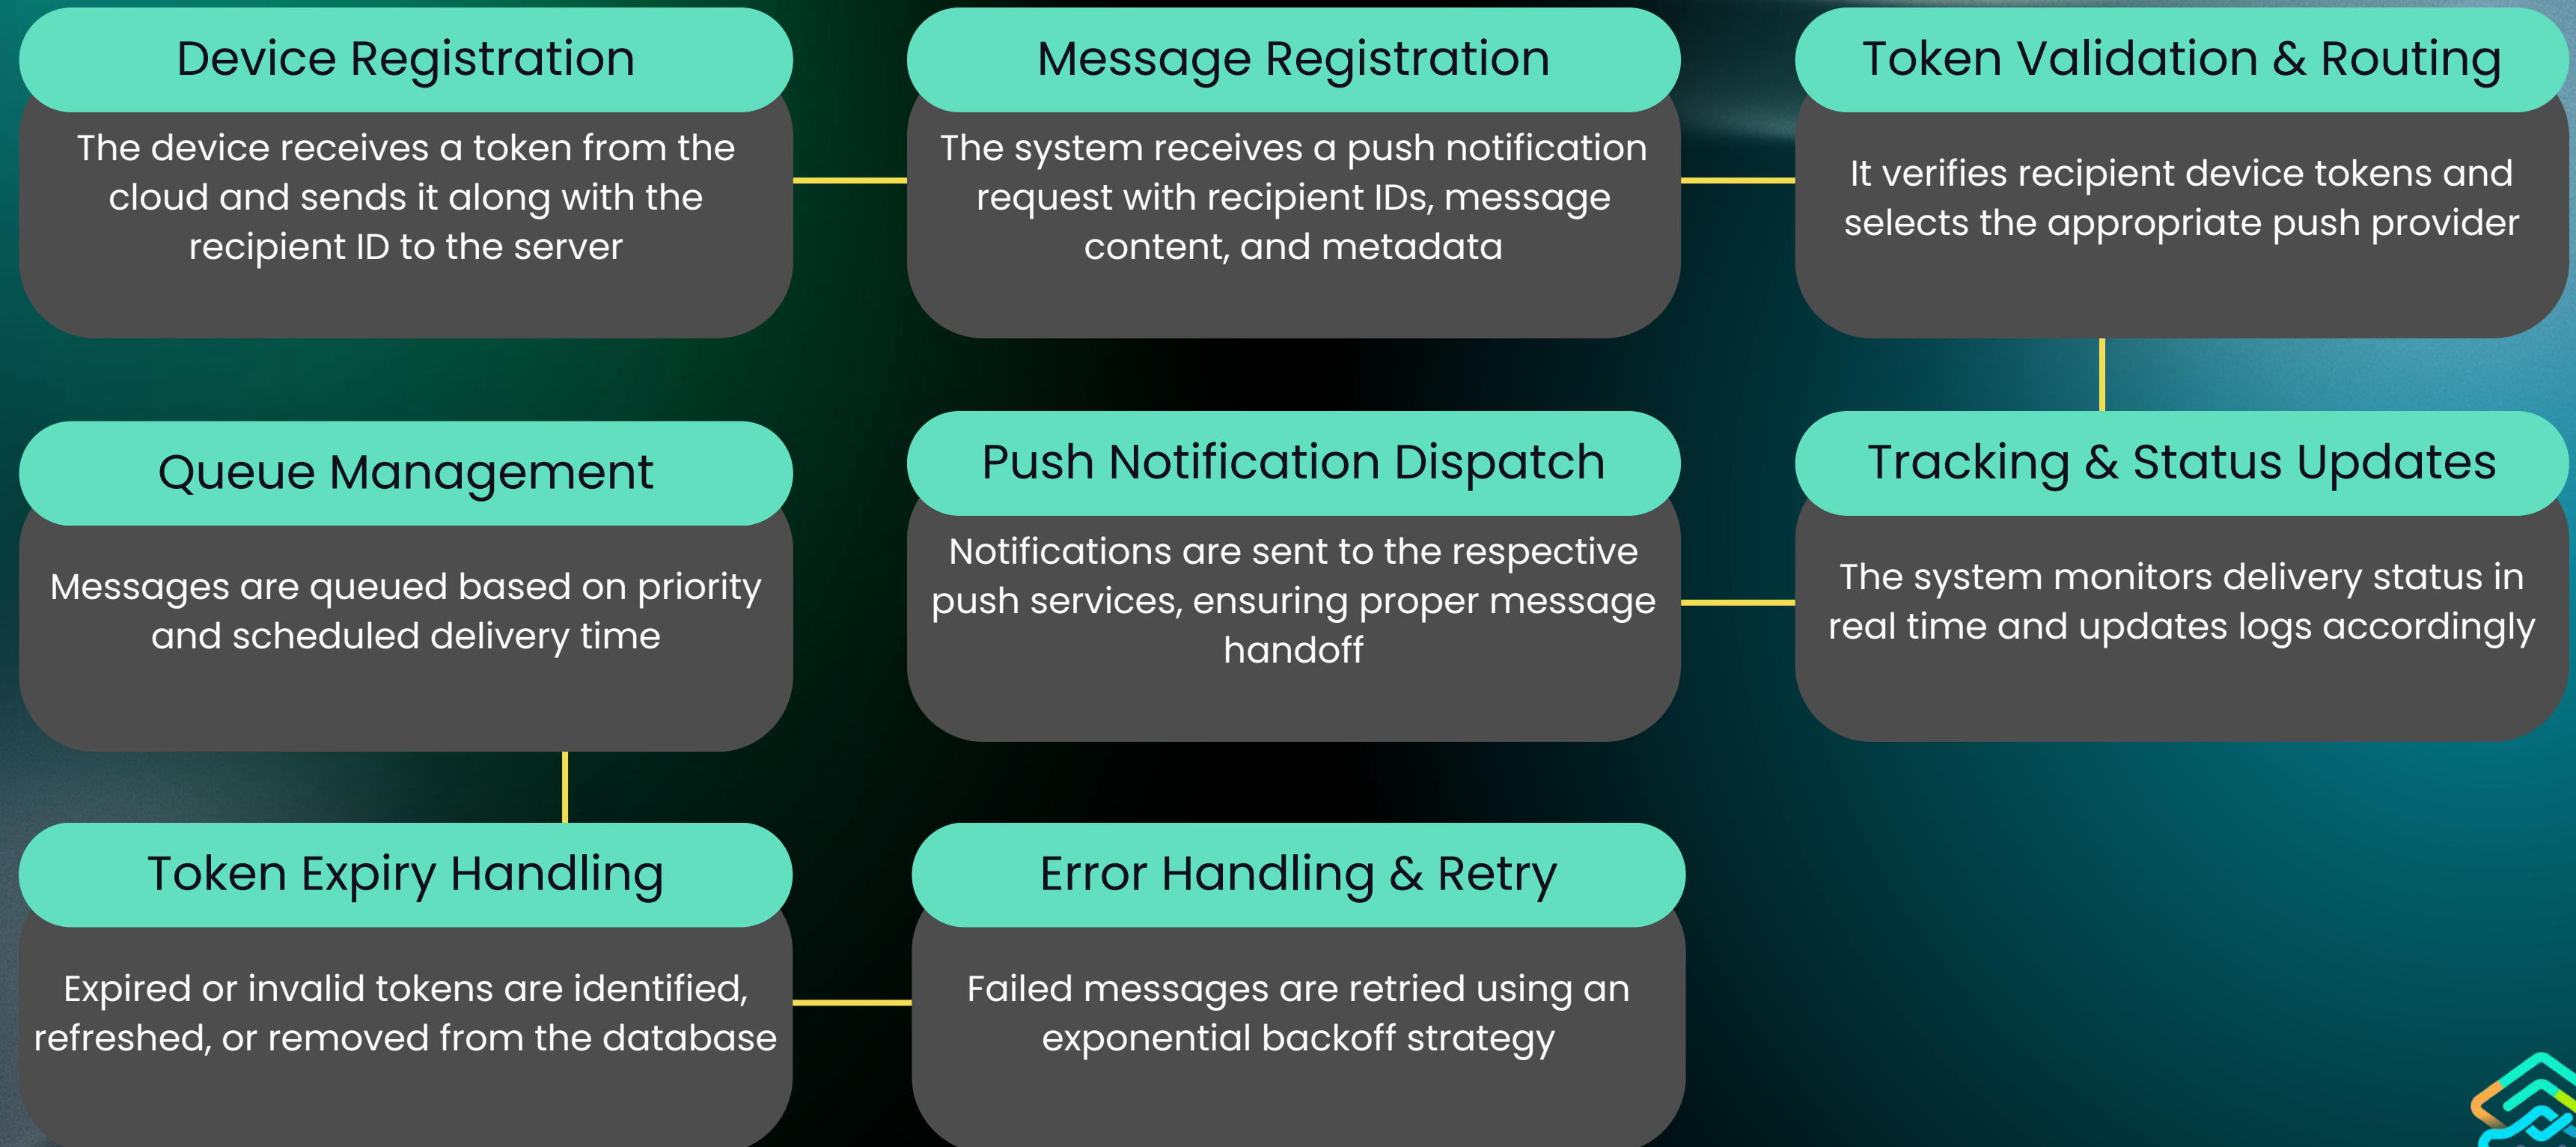 Device Registration
The device receives a token from the
cloud and sends it along with the
recipient ID to the server
Message Registration
The system receives a push notification
request with recipient IDs, message
content, and metadata
Token Validation & Routing
It verifies recipient device tokens and
selects the appropriate push provider
Queue Management
Messages are queued based on priority
and scheduled delivery time
Push Notification Dispatch
Notifications are sent to the respective
push services, ensuring proper message
handoff
Tracking & Status Updates
The system monitors delivery status in
real time and updates logs accordingly
Token Expiry Handling
Expired or invalid tokens are identified,
refreshed, or removed from the database
Error Handling & Retry
Failed messages are retried using an
exponential backoff strategy